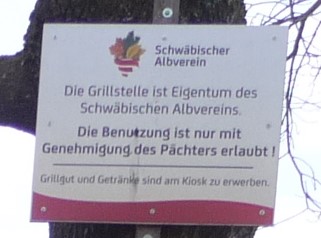 Schwäbischer
Albverein
Die Grillstelle ist Eigentum des
Schwäbischen Albvereins.
Die Benutzung ist nur mit
Genehmigung des Pächters erlaubt !
Grillgut und Getränke sind am Kiosk zu erwerben.